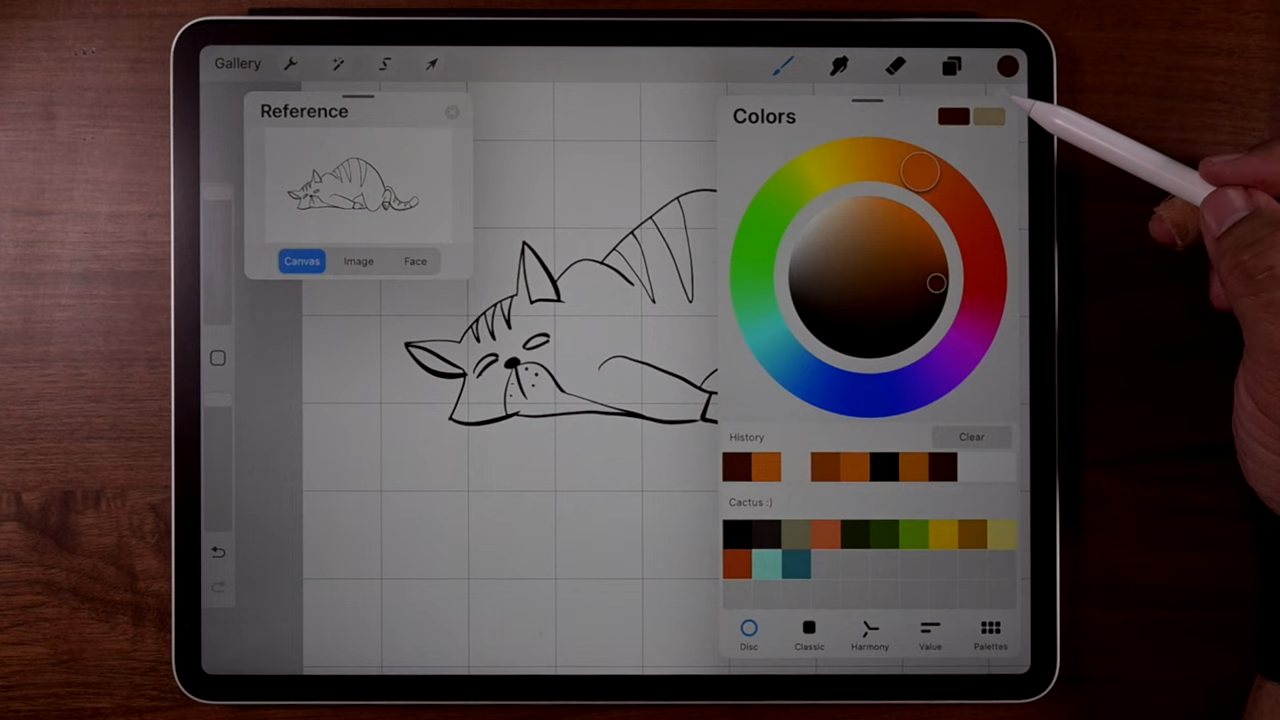 Gallery
Reference
Canvas Image Face
Colors
History Clear
Cactus :)
Disc Classic Harmony Value Palettes